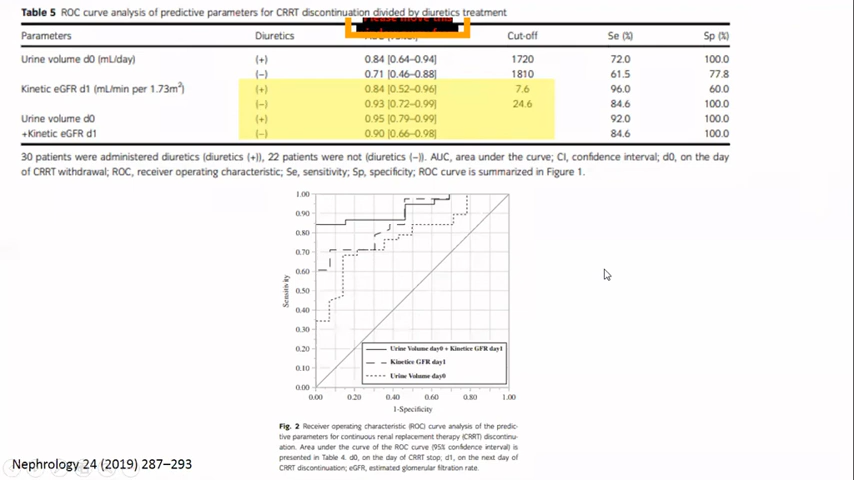 Table 5 ROC curve analysis of predictive parameters for CRRT discontinuation divided by diuretics treatment
Please move this
Parameters Diuretics Cut-off Se (%) Sp (%)
Urine volume d0 (mL/day) (+) 0.84 [0.64–0.94] 1720 72.0 100.0
(−) 0.71 [0.46–0.88] 1810 61.5 77.8
Kinetic eGFR d1 (mL/min per 1.73m²) (+) 0.84 [0.52–0.96] 7.6 96.0 60.0
(−) 0.93 [0.72–0.99] 24.6 84.6 100.0
Urine volume d0 (+) 0.95 [0.79–0.99] 92.0 100.0
+Kinetic eGFR d1 (−) 0.90 [0.66–0.98] 84.6 100.0
30 patients were administered diuretics (diuretics (+)), 22 patients were not (diuretics (−)). AUC, area under the curve; CI, confidence interval; d0, on the day
of CRRT withdrawal; ROC, receiver operating characteristic; Se, sensitivity; Sp, specificity; ROC curve is summarized in Figure 1.
1.00
0.90
0.80
0.70
0.60
0.50
0.40
0.30
0.20
0.10
0.00
Sensitivity
Urine Volume day0 + Kinetic GFR day1
Kinetice GFR day1
Urine Volume day0
0.00 0.20 0.40 0.60 0.80 1.00
1-Specificity
Fig. 2 Receiver operating characteristic (ROC) curve analysis of the predic-
tive parameters for continuous renal replacement therapy (CRRT) discontinu-
ation. Area under the curve of the ROC curve (95% confidence interval) is
presented in Table 4. d0, on the day of CRRT stop; d1, on the next day of
CRRT discontinuation; eGFR, estimated glomerular filtration rate.
Nephrology 24 (2019) 287–293